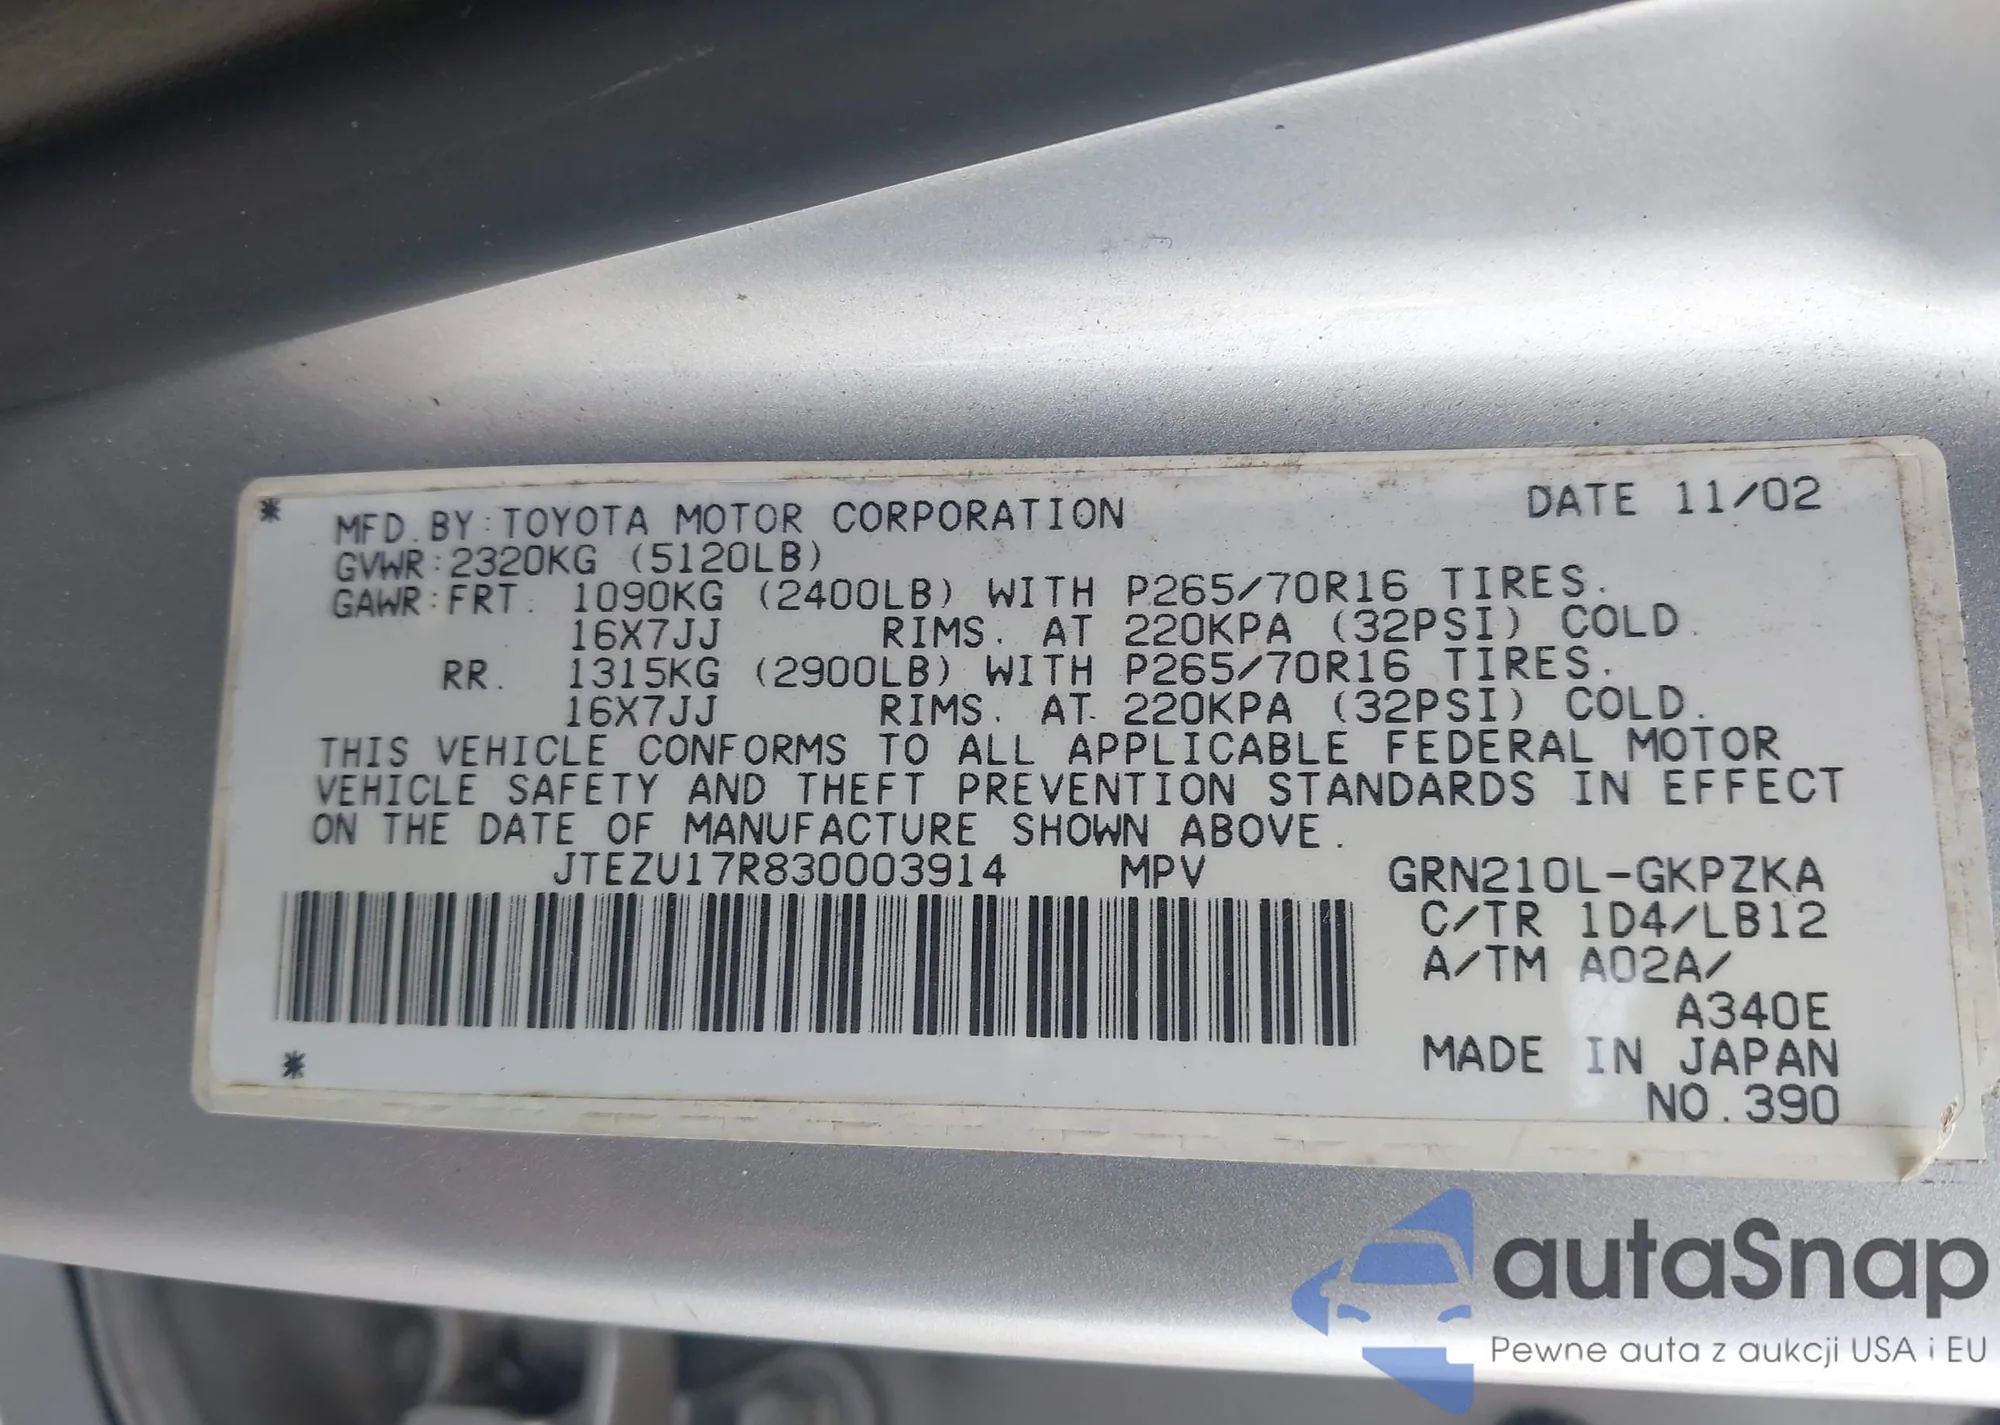 * MFD. BY: TOYOTA MOTOR CORPORATION DATE 11/02
GVWR: 2320KG (5120LB)
GAWR: FRT. 1090KG (2400LB) WITH P265/70R16 TIRES.
16X7JJ RIMS. AT 220KPA (32PSI) COLD.
RR. 1315KG (2900LB) WITH P265/70R16 TIRES.
16X7JJ RIMS. AT 220KPA (32PSI) COLD.
THIS VEHICLE CONFORMS TO ALL APPLICABLE FEDERAL MOTOR
VEHICLE SAFETY AND THEFT PREVENTION STANDARDS IN EFFECT
ON THE DATE OF MANUFACTURE SHOWN ABOVE.
JTEZU17R830003914 MPV GRN210L-GKPZKA
C/TR 1D4/LB12
A/TM A02A/
A340E
* MADE IN JAPAN
NO. 390
autaSnap
Pewne auta z aukcji USA i EU